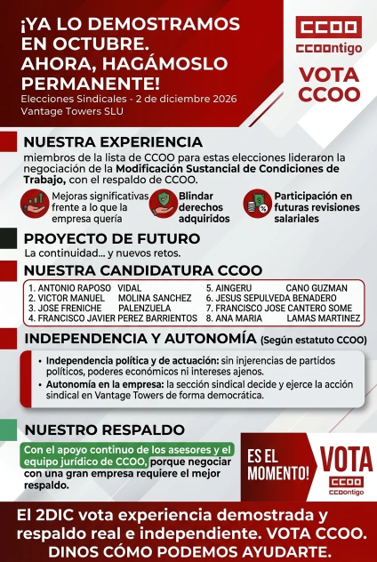 ¡YA LO DEMOSTRAMOS
EN OCTUBRE.
AHORA, HAGÁMOSLO
PERMANENTE!
Elecciones Sindicales - 2 de diciembre 2026
Vantage Towers SLU
CCOO
CCOOntigo
VOTA
CCOO
NUESTRA EXPERIENCIA
miembros de la lista de CCOO para estas elecciones lideraron la
negociación de la Modificación Sustancial de Condiciones de
Trabajo, con el respaldo de CCOO.
Mejoras significativas
frente a lo que la
empresa quería
Blindar
derechos
adquiridos
Participación en
futuras revisiones
salariales
PROYECTO DE FUTURO
La continuidad... y nuevos retos.
NUESTRA CANDIDATURA CCOO
1. ANTONIO RAPOSO VIDAL
2. VICTOR MANUEL MOLINA SANCHEZ
3. JOSE FRENICHE PALENZUELA
4. FRANCISCO JAVIER PEREZ BARRIENTOS
5. AINGERU CANO GUZMAN
6. JESUS SEPULVEDA BENADERO
7. FRANCISCO JOSE CANTERO SOME
8. ANA MARIA LAMAS MARTINEZ
INDEPENDENCIA Y AUTONOMÍA (Según estatuto CCOO)
• Independencia política y de actuación: sin injerencias de partidos
políticos, poderes económicos ni intereses ajenos.
• Autonomía en la empresa: la sección sindical decide y ejerce la acción
sindical en Vantage Towers de forma democrática.
NUESTRO RESPALDO
Con el apoyo continuo de los asesores y el
equipo jurídico de CCOO, porque negociar
con una gran empresa requiere el mejor
respaldo.
ES EL
MOMENTO!
VOTA
CCOO
CCOOntigo
El 2DIC vota experiencia demostrada y
respaldo real e independiente. VOTA CCOO.
DINOS CÓMO PODEMOS AYUDARTE.